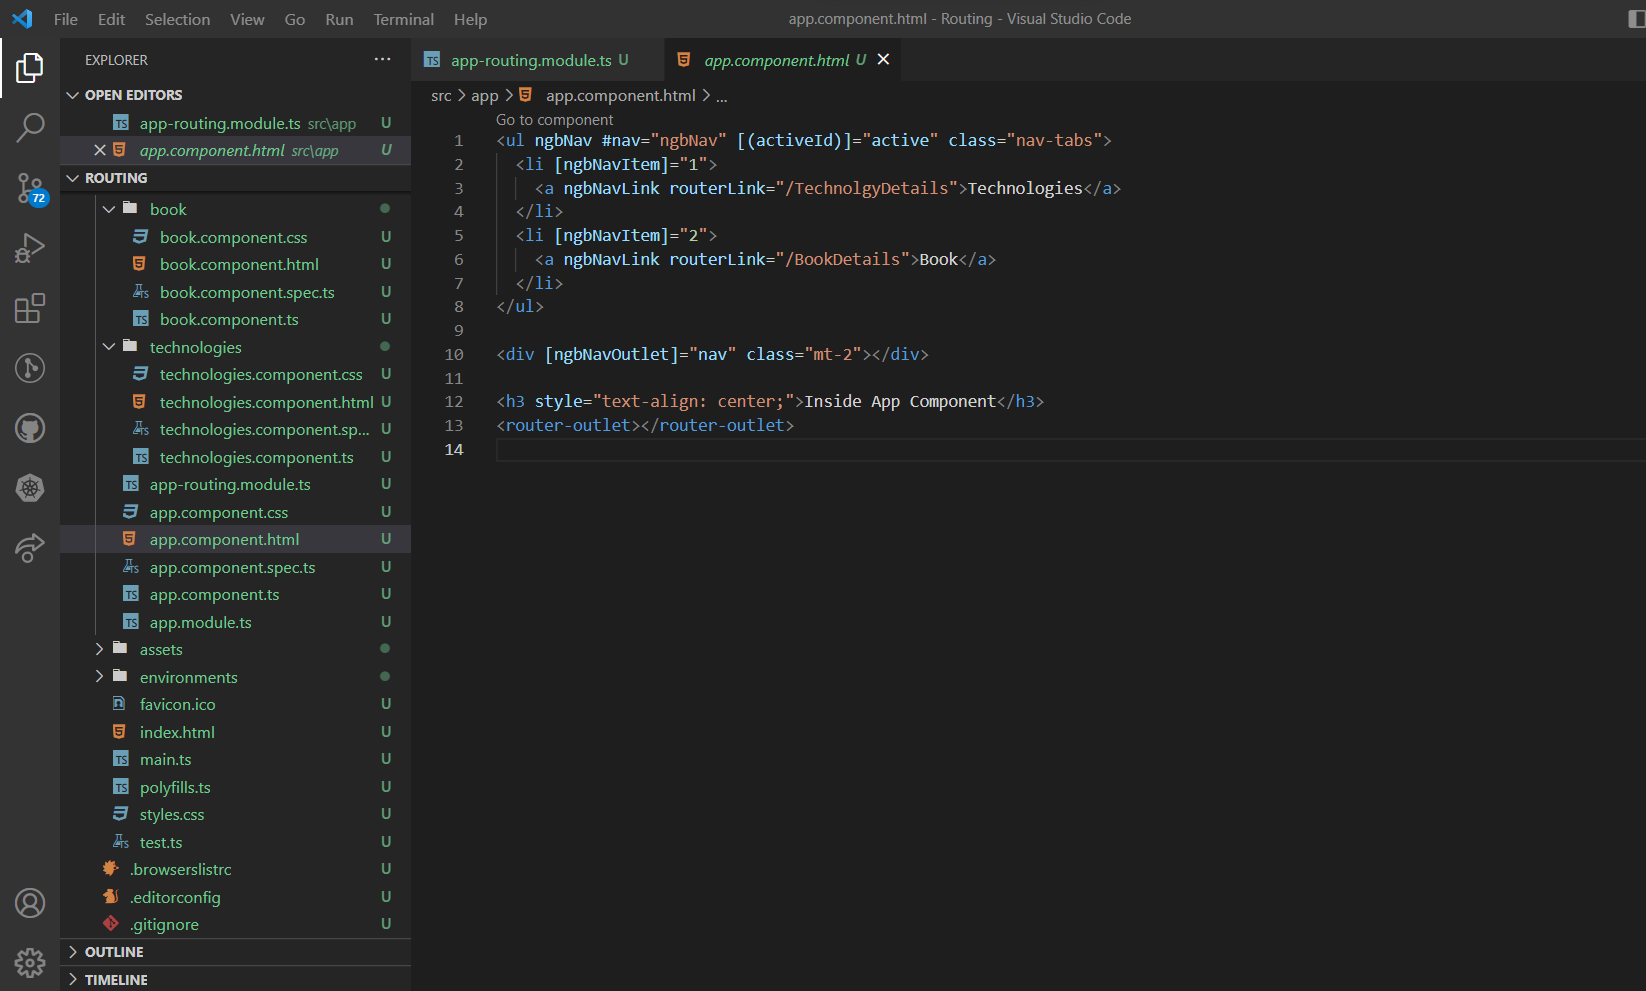 File Edit Selection View Go Run Terminal Help
app.component.html - Routing - Visual Studio Code
EXPLORER ...
OPEN EDITORS
TS app-routing.module.ts src\app U
app.component.html src\app U
ROUTING
book
book.component.css U
book.component.html U
TS book.component.spec.ts U
TS book.component.ts U
technologies
technologies.component.css U
technologies.component.html U
TS technologies.component.sp... U
TS technologies.component.ts U
TS app-routing.module.ts U
app.component.css U
app.component.html U
TS app.component.spec.ts U
TS app.component.ts U
TS app.module.ts U
assets
environments
favicon.ico U
index.html U
TS main.ts U
TS polyfills.ts U
styles.css U
TS test.ts U
.browserslistrc U
.editorconfig U
.gitignore U
OUTLINE
TIMELINE
72
TS app-routing.module.ts U
app.component.html U
src > app > app.component.html > ...
Go to component
1 <ul ngbNav #nav="ngbNav" [(activeId)]="active" class="nav-tabs">
2 <li [ngbNavItem]="1">
3 <a ngbNavLink routerLink="/TechnolgyDetails">Technologies</a>
4 </li>
5 <li [ngbNavItem]="2">
6 <a ngbNavLink routerLink="/BookDetails">Book</a>
7 </li>
8 </ul>
9
10 <div [ngbNavOutlet]="nav" class="mt-2"></div>
11
12 <h3 style="text-align: center;">Inside App Component</h3>
13 <router-outlet></router-outlet>
14